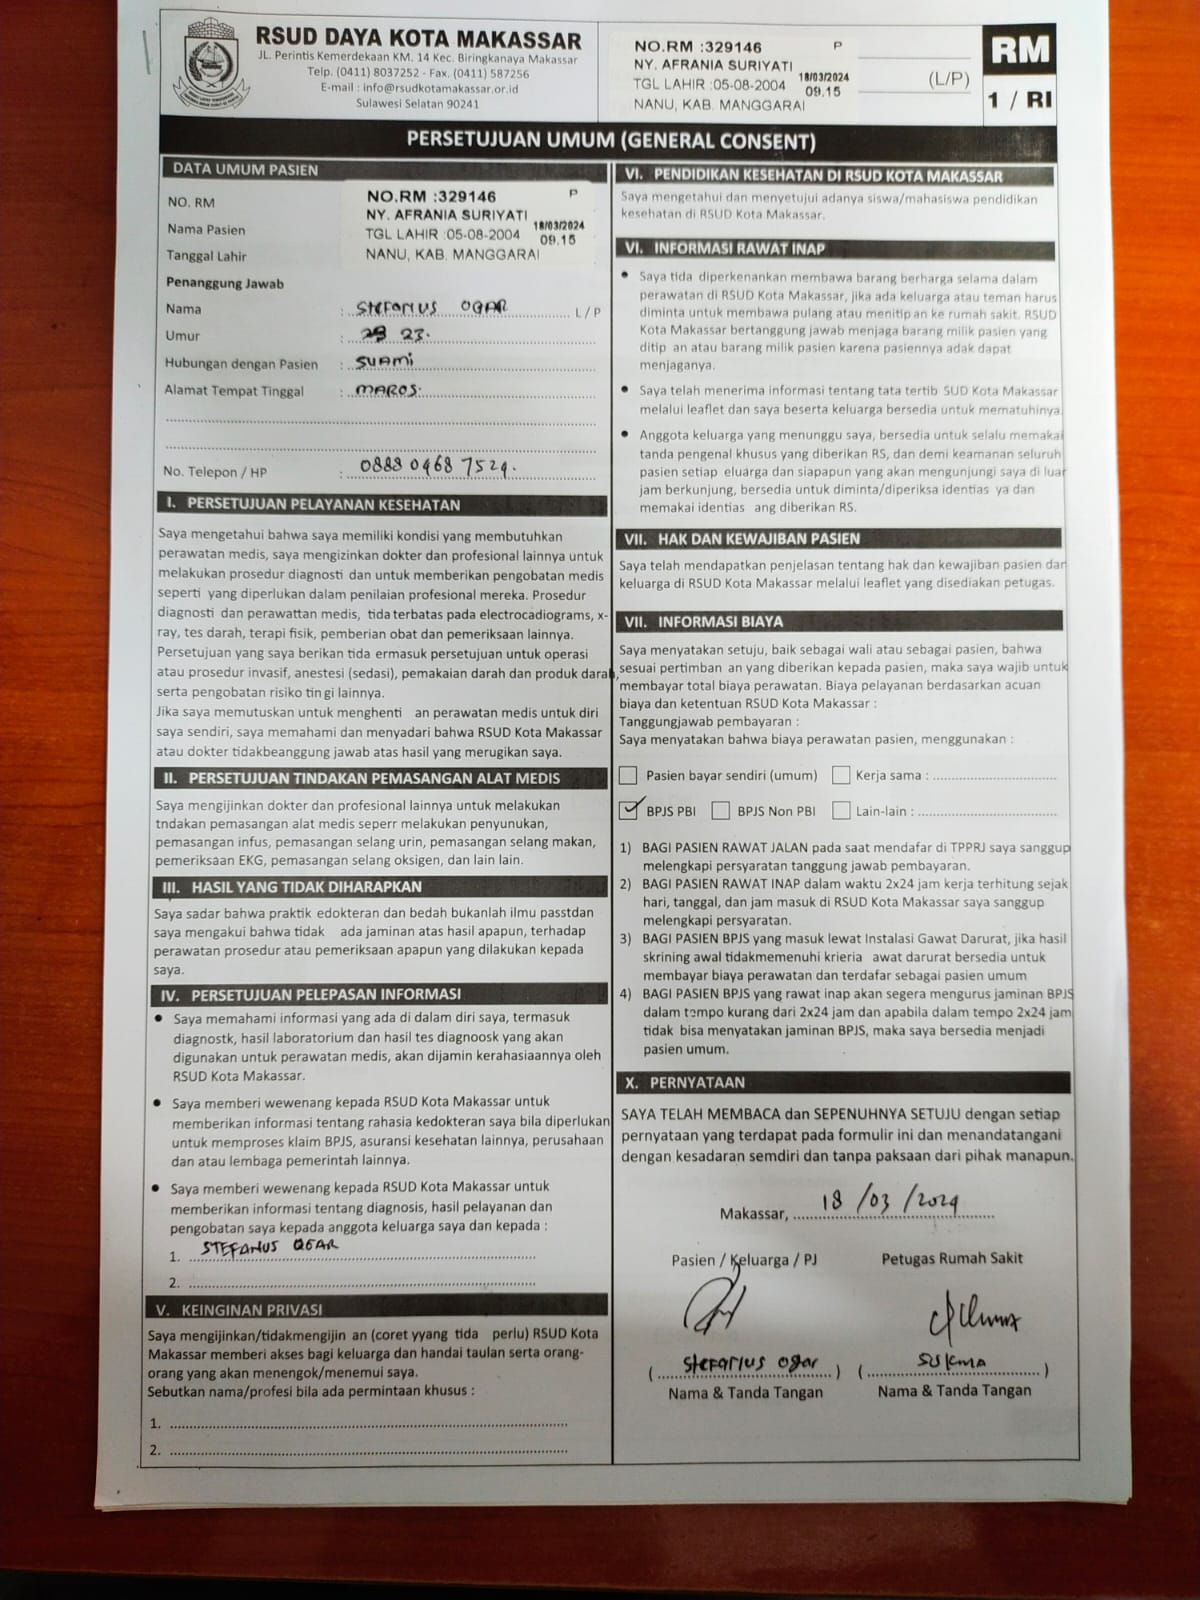 RSUD DAYA KOTA MAKASSAR
JL. Perintis Kemerdekaan KM. 14 Kec. Biringkanaya Makassar
Telp. (0411) 8037252 - Fax. (0411) 587256
E-mail : info@rsudkotamakassar.or.id
Sulawesi Selatan 90241
NO.RM :329146 P
NY. AFRANIA SURIYATI
TGL LAHIR :05-08-2004 18/03/2024 09.15
NANU, KAB. MANGGARAI
(L/P)
RM
1 / RI
PERSETUJUAN UMUM (GENERAL CONSENT)
DATA UMUM PASIEN
NO. RM
Nama Pasien
Tanggal Lahir
NO.RM :329146 P
NY. AFRANIA SURIYATI
TGL LAHIR :05-08-2004 18/03/2024 09.15
NANU, KAB. MANGGARAI
Penanggung Jawab
Nama : Stefanus OGAR L / P
Umur : 23.
Hubungan dengan Pasien : SUAMI
Alamat Tempat Tinggal : MAROS.
No. Telepon / HP : 0888 0468 7524.
I. PERSETUJUAN PELAYANAN KESEHATAN
Saya mengetahui bahwa saya memiliki kondisi yang membutuhkan
perawatan medis, saya mengizinkan dokter dan profesional lainnya untuk
melakukan prosedur diagnosti dan untuk memberikan pengobatan medis
seperti yang diperlukan dalam penilaian profesional mereka. Prosedur
diagnosti dan perawattan medis, tida terbatas pada electrocadiograms, x-
ray, tes darah, terapi fisik, pemberian obat dan pemeriksaan lainnya.
Persetujuan yang saya berikan tida ermasuk persetujuan untuk operasi
atau prosedur invasif, anestesi (sedasi), pemakaian darah dan produk darah,
serta pengobatan risiko tin gi lainnya.
Jika saya memutuskan untuk menghenti an perawatan medis untuk diri
saya sendiri, saya memahami dan menyadari bahwa RSUD Kota Makassar
atau dokter tidakbeanggung jawab atas hasil yang merugikan saya.
II. PERSETUJUAN TINDAKAN PEMASANGAN ALAT MEDIS
Saya mengijinkan dokter dan profesional lainnya untuk melakukan
tndakan pemasangan alat medis seperr melakukan penyunukan,
pemasangan infus, pemasangan selang urin, pemasangan selang makan,
pemeriksaan EKG, pemasangan selang oksigen, dan lain lain.
III. HASIL YANG TIDAK DIHARAPKAN
Saya sadar bahwa praktik edokteran dan bedah bukanlah ilmu passtdan
saya mengakui bahwa tidak ada jaminan atas hasil apapun, terhadap
perawatan prosedur atau pemeriksaan apapun yang dilakukan kepada
saya.
IV. PERSETUJUAN PELEPASAN INFORMASI
• Saya memahami informasi yang ada di dalam diri saya, termasuk
diagnostk, hasil laboratorium dan hasil tes diagnoosk yang akan
digunakan untuk perawatan medis, akan dijamin kerahasiaannya oleh
RSUD Kota Makassar.
• Saya memberi wewenang kepada RSUD Kota Makassar untuk
memberikan informasi tentang rahasia kedokteran saya bila diperlukan
untuk memproses klaim BPJS, asuransi kesehatan lainnya, perusahaan
dan atau lembaga pemerintah lainnya.
• Saya memberi wewenang kepada RSUD Kota Makassar untuk
memberikan informasi tentang diagnosis, hasil pelayanan dan
pengobatan saya kepada anggota keluarga saya dan kepada :
1. STEFANUS OGAR
2.
V. KEINGINAN PRIVASI
Saya mengijinkan/tidakmengijin an (coret yyang tida perlu) RSUD Kota
Makassar memberi akses bagi keluarga dan handai taulan serta orang-
orang yang akan menengok/menemui saya.
Sebutkan nama/profesi bila ada permintaan khusus :
1.
2.
VI. PENDIDIKAN KESEHATAN DI RSUD KOTA MAKASSAR
Saya mengetahui dan menyetujui adanya siswa/mahasiswa pendidikan
kesehatan di RSUD Kota Makassar.
VI. INFORMASI RAWAT INAP
• Saya tida diperkenankan membawa barang berharga selama dalam
perawatan di RSUD Kota Makassar, jika ada keluarga atau teman harus
diminta untuk membawa pulang atau menitip an ke rumah sakit. RSUD
Kota Makassar bertanggung jawab menjaga barang milik pasien yang
ditip an atau barang milik pasien karena pasiennya adak dapat
menjaganya.
• Saya telah menerima informasi tentang tata tertib SUD Kota Makassar
melalui leaflet dan saya beserta keluarga bersedia untuk mematuhinya.
• Anggota keluarga yang menunggu saya, bersedia untuk selalu memakai
tanda pengenal khusus yang diberikan RS, dan demi keamanan seluruh
pasien setiap eluarga dan siapapun yang akan mengunjungi saya di luar
jam berkunjung, bersedia untuk diminta/diperiksa identias ya dan
memakai identias ang diberikan RS.
VII. HAK DAN KEWAJIBAN PASIEN
Saya telah mendapatkan penjelasan tentang hak dan kewajiban pasien dan
keluarga di RSUD Kota Makassar melalui leaflet yang disediakan petugas.
VII. INFORMASI BIAYA
Saya menyatakan setuju, baik sebagai wali atau sebagai pasien, bahwa
sesuai pertimban an yang diberikan kepada pasien, maka saya wajib untuk
membayar total biaya perawatan. Biaya pelayanan berdasarkan acuan
biaya dan ketentuan RSUD Kota Makassar :
Tanggungjawab pembayaran :
Saya menyatakan bahwa biaya perawatan pasien, menggunakan :
Pasien bayar sendiri (umum) Kerja sama :
BPJS PBI BPJS Non PBI Lain-lain :
1) BAGI PASIEN RAWAT JALAN pada saat mendafar di TPPRJ saya sanggup
melengkapi persyaratan tanggung jawab pembayaran.
2) BAGI PASIEN RAWAT INAP dalam waktu 2x24 jam kerja terhitung sejak
hari, tanggal, dan jam masuk di RSUD Kota Makassar saya sanggup
melengkapi persyaratan.
3) BAGI PASIEN BPJS yang masuk lewat Instalasi Gawat Darurat, jika hasil
skrining awal tidakmemenuhi krieria awat darurat bersedia untuk
membayar biaya perawatan dan terdafar sebagai pasien umum
4) BAGI PASIEN BPJS yang rawat inap akan segera mengurus jaminan BPJS
dalam tempo kurang dari 2x24 jam dan apabila dalam tempo 2x24 jam
tidak bisa menyatakan jaminan BPJS, maka saya bersedia menjadi
pasien umum.
X. PERNYATAAN
SAYA TELAH MEMBACA dan SEPENUHNYA SETUJU dengan setiap
pernyataan yang terdapat pada formulir ini dan menandatangani
dengan kesadaran semdiri dan tanpa paksaan dari pihak manapun.
Makassar, 18 /03 /2024
Pasien / Keluarga / PJ Petugas Rumah Sakit
( Stefanus Ogar ) ( SUKMA )
Nama & Tanda Tangan Nama & Tanda Tangan